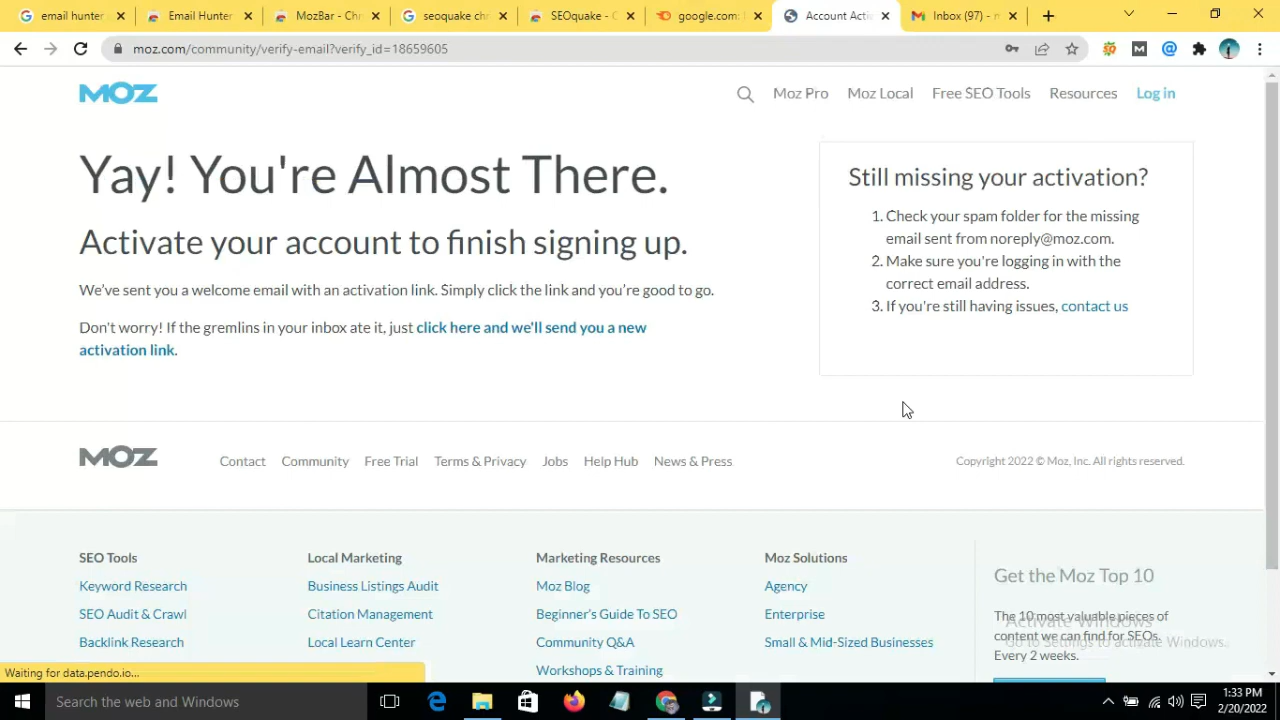 email hunter
Email Hunter
MozBar - Chr
seoquake chr
SEOquake - C
google.com:
Account Acti
Inbox (97) - m
moz.com/community/verify-email?verify_id=18659605
MOZ
Moz Pro
Moz Local
Free SEO Tools
Resources
Log in
Yay! You're Almost There.
Activate your account to finish signing up.
We've sent you a welcome email with an activation link. Simply click the link and you're good to go.
Don't worry! If the gremlins in your inbox ate it, just click here and we'll send you a new
activation link.
Still missing your activation?
1. Check your spam folder for the missing
email sent from noreply@moz.com.
2. Make sure you're logging in with the
correct email address.
3. If you're still having issues, contact us
MOZ
Contact
Community
Free Trial
Terms & Privacy
Jobs
Help Hub
News & Press
Copyright 2022 © Moz, Inc. All rights reserved.
SEO Tools
Keyword Research
SEO Audit & Crawl
Backlink Research
Local Marketing
Business Listings Audit
Citation Management
Local Learn Center
Marketing Resources
Moz Blog
Beginner's Guide To SEO
Community Q&A
Workshops & Training
Moz Solutions
Agency
Enterprise
Small & Mid-Sized Businesses
Get the Moz Top 10
The 10 most valuable pieces of
content we can find for SEOs.
Every 2 weeks.
Activate Windows
Go to Settings to activate Windows.
Waiting for data.pendo.io...
Search the web and Windows
1:33 PM
2/20/2022